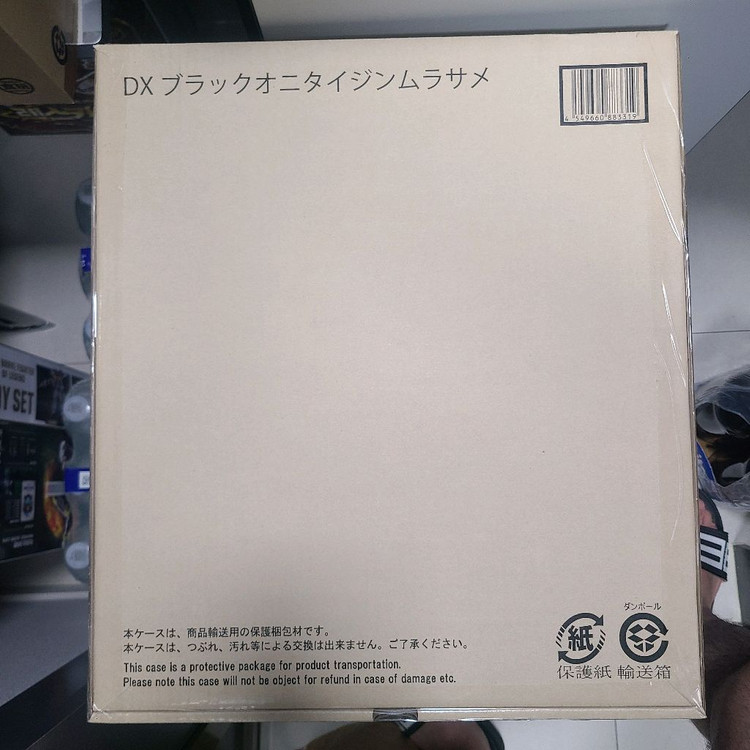 DX ブラックオニタイジンムラサメ
4 549660 885319
Y SET
本ケースは、商品輸送用の保護梱包材です。
本ケースは、つぶれ、汚れ等による交換は出来ません。ご了承ください。
This case is a protective package for product transportation.
Please note this case will not be object for refund in case of damage etc.
紙
保護紙
ダンボール
輸送箱